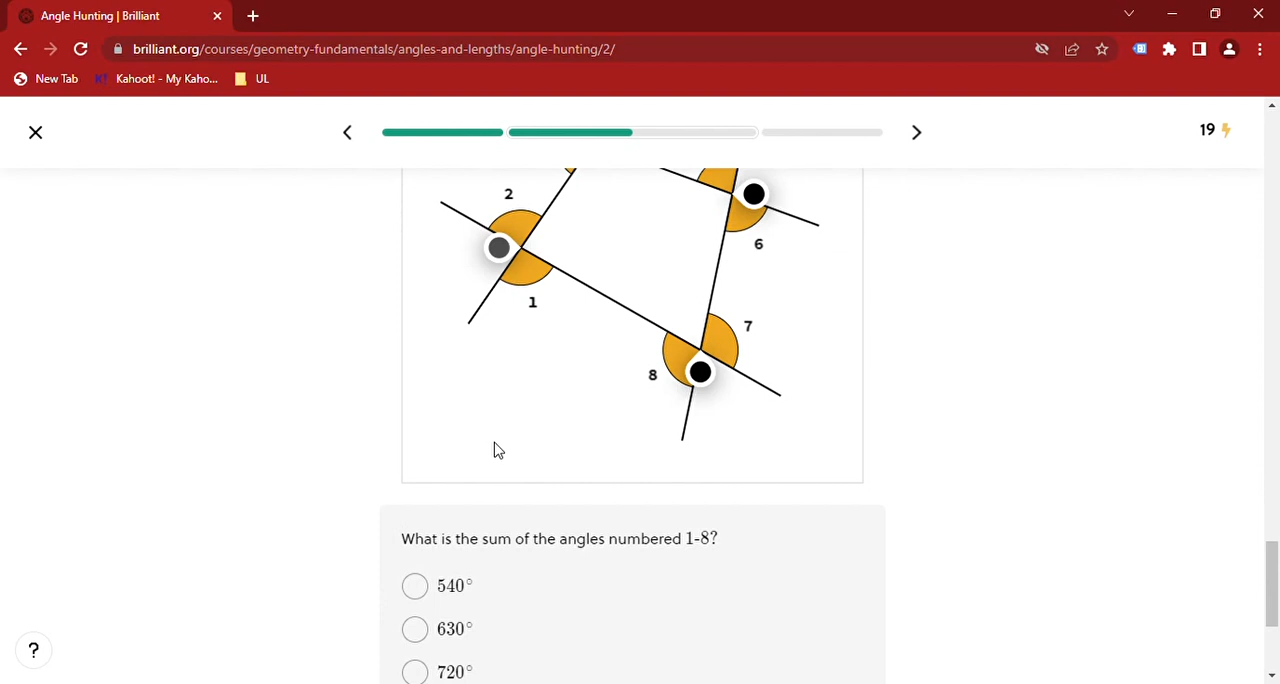 Angle Hunting | Brilliant
brilliant.org/courses/geometry-fundamentals/angles-and-lengths/angle-hunting/2/
New Tab
K! Kahoot! - My Kaho...
UL
19
2
6
1
7
8
What is the sum of the angles numbered 1-8?
540°
630°
720°
?